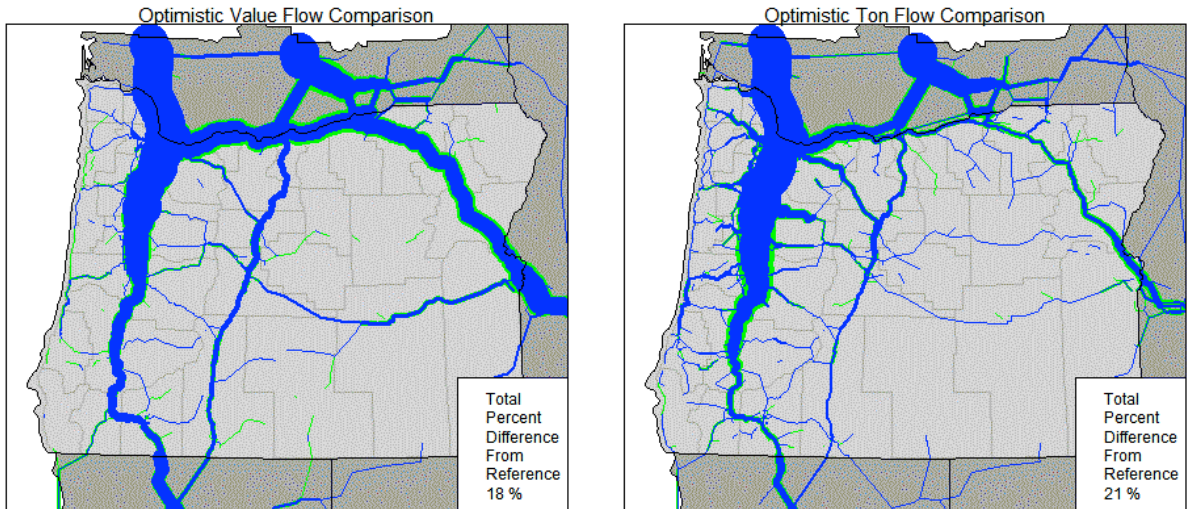 Optimistic Value Flow Comparison
Total
Percent
Difference
From
Reference
18 %
Optimistic Ton Flow Comparison
Total
Percent
Difference
From
Reference
21 %